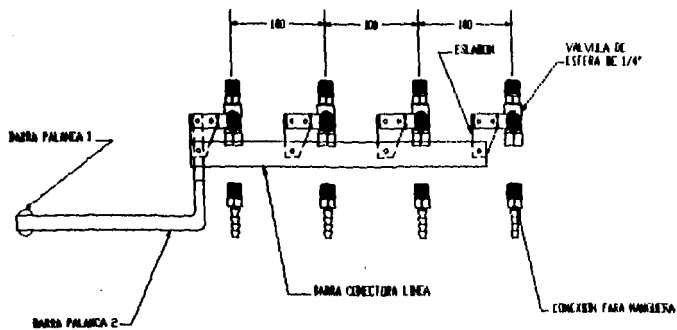 100
100
100
ESLABON
VALVULA DE
ESFERA DE 1/4"
BARRA PALANCA 1
BARRA CONECTORA LINEA
BARRA PALANCA 2
CONEXION PARA MANGUERA